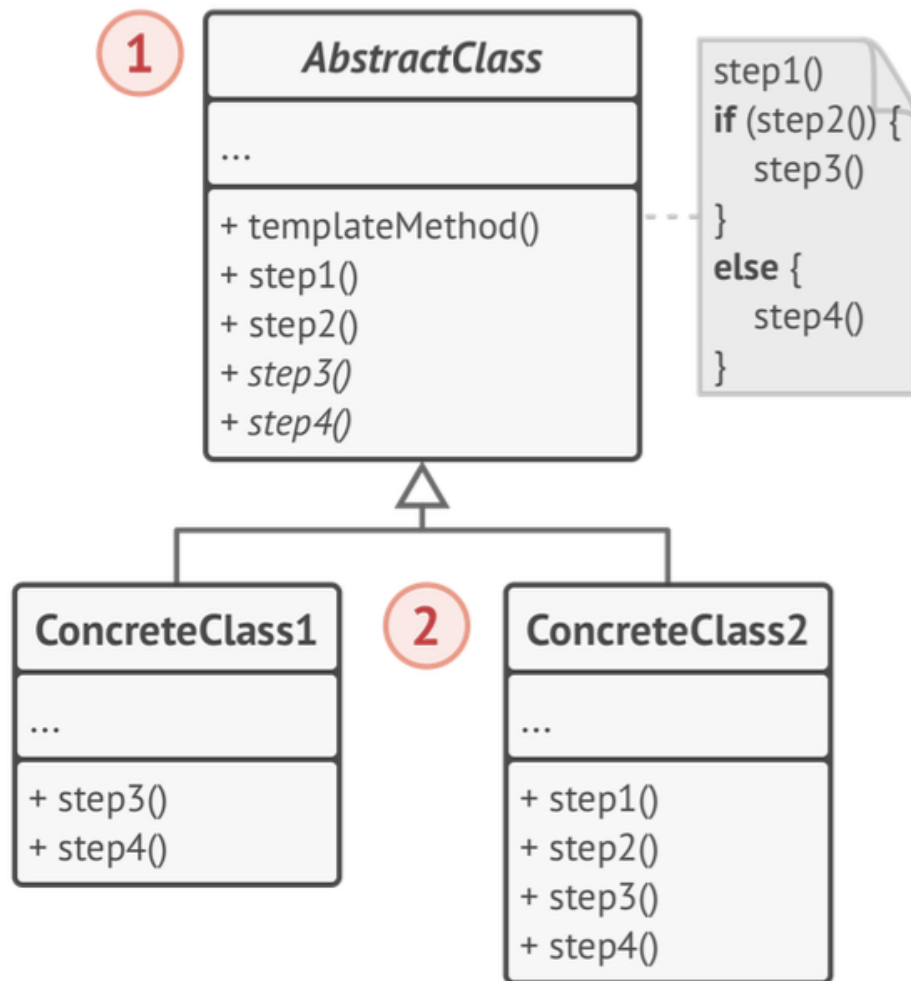 1
AbstractClass
...
+ templateMethod()
+ step1()
+ step2()
+ step3()
+ step4()
step1()
if (step2()) {
step3()
}
else {
step4()
}
2
ConcreteClass1
...
+ step3()
+ step4()
ConcreteClass2
...
+ step1()
+ step2()
+ step3()
+ step4()